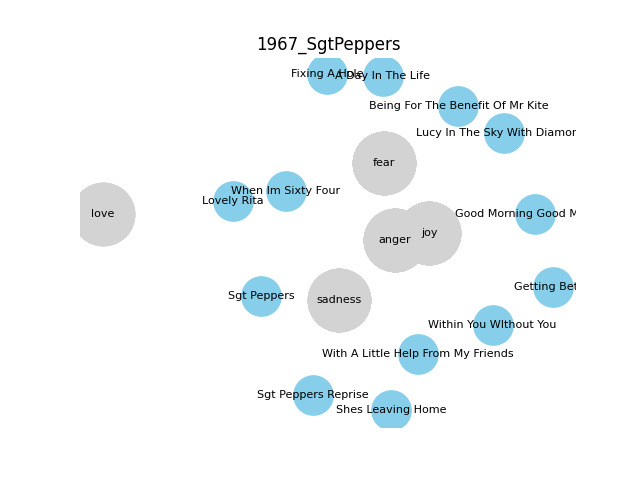 1967_SgtPeppers
Fixing A Hole
A Day In The Life
Being For The Benefit Of Mr Kite
Lucy In The Sky With Diamon
fear
When Im Sixty Four
Lovely Rita
love
Good Morning Good M
joy
anger
Getting Bet
Sgt Peppers
sadness
Within You WIthout You
With A Little Help From My Friends
Sgt Peppers Reprise
Shes Leaving Home